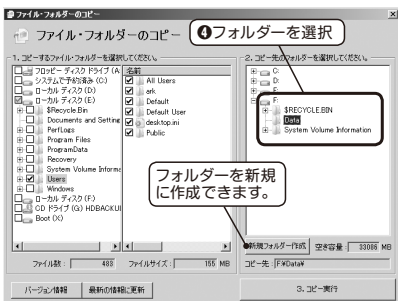 ファイル・フォルダーのコピー
ファイル・フォルダーのコピー
❹フォルダーを選択
1. コピーするファイル・フォルダーを選択してください。
フロッピー ディスク ドライブ (A
システムで予約済み (C:)
ローカル ディスク (D:)
ローカル ディスク (E:)
$Recycle.Bin
Documents and Setting
PerfLogs
Program Files
ProgramData
Recovery
System Volume Informa
Users
Windows
ローカル ディスク (F:)
CD ドライブ (G:) HDBACKUI
Boot (X:)
名前
All Users
ark
Default
Default User
desktop.ini
Public
ファイル数 : 488 ファイルサイズ : 155 MB
2. コピー先のフォルダーを選択してください。
C:
D:
E:
F:
$RECYCLE.BIN
Data
System Volume Information
フォルダーを新規
に作成できます。
新規フォルダー作成 空き容量 : 33086 MB
コピー先 : F:¥Data¥
バージョン情報 最新の情報に更新 3. コピー実行